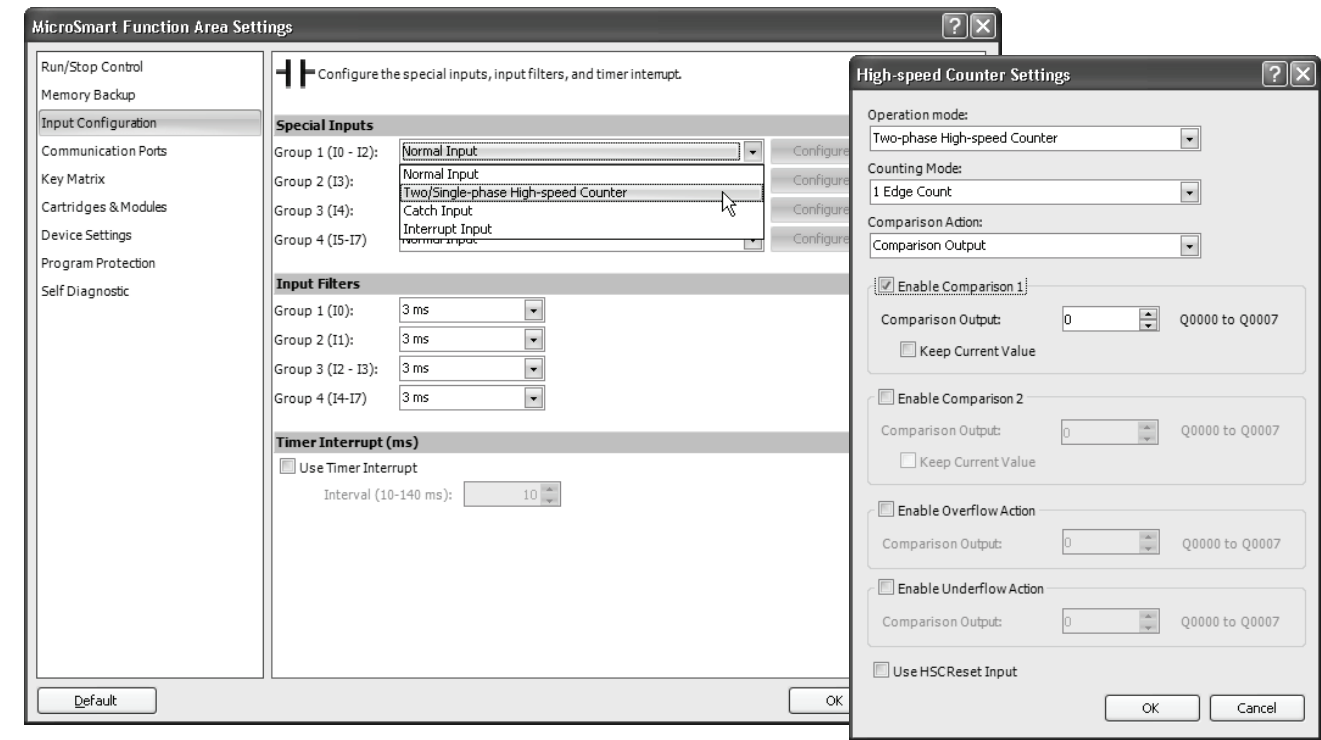 MicroSmart Function Area Settings
Run/Stop Control
Memory Backup
Input Configuration
Communication Ports
Key Matrix
Cartridges & Modules
Device Settings
Program Protection
Self Diagnostic
Configure the special inputs, input filters, and timer interrupt.
Special Inputs
Group 1 (I0 - I2): Normal Input Configure
Normal Input
Group 2 (I3): Two/Single-phase High-speed Counter Configure
Group 3 (I4): Catch Input Configure
Interrupt Input
Group 4 (I5-I7) Normal Input Configure
Input Filters
Group 1 (I0): 3 ms
Group 2 (I1): 3 ms
Group 3 (I2 - I3): 3 ms
Group 4 (I4-I7) 3 ms
Timer Interrupt (ms)
Use Timer Interrupt
Interval (10-140 ms): 10
Default OK
High-speed Counter Settings
Operation mode:
Two-phase High-speed Counter
Counting Mode:
1 Edge Count
Comparison Action:
Comparison Output
Enable Comparison 1
Comparison Output: 0 Q0000 to Q0007
Keep Current Value
Enable Comparison 2
Comparison Output: 0 Q0000 to Q0007
Keep Current Value
Enable Overflow Action
Comparison Output: 0 Q0000 to Q0007
Enable Underflow Action
Comparison Output: 0 Q0000 to Q0007
Use HSC Reset Input
OK Cancel